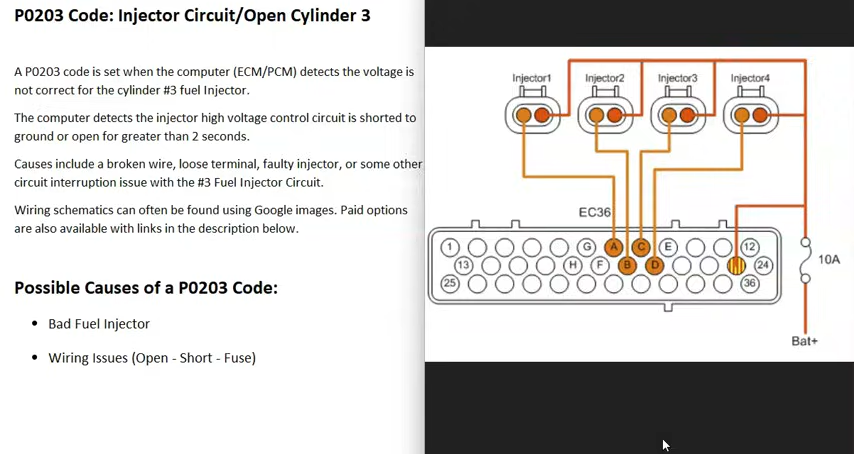 P0203 Code: Injector Circuit/Open Cylinder 3
A P0203 code is set when the computer (ECM/PCM) detects the voltage is
not correct for the cylinder #3 fuel Injector.
The computer detects the injector high voltage control circuit is shorted to
ground or open for greater than 2 seconds.
Causes include a broken wire, loose terminal, faulty injector, or some other
circuit interruption issue with the #3 Fuel Injector Circuit.
Wiring schematics can often be found using Google images. Paid options
are also available with links in the description below.
Possible Causes of a P0203 Code:
• Bad Fuel Injector
• Wiring Issues (Open - Short - Fuse)
Injector1 Injector2 Injector3 Injector4
EC36
1 G A C E 12
13 H F B D 24
25 36
10A
Bat+